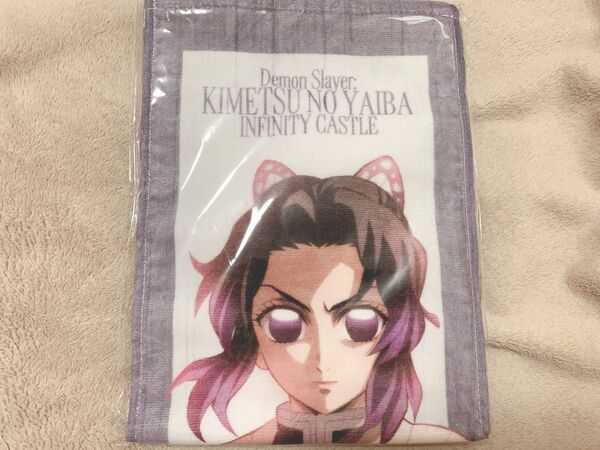 Demon Slayer:
KIMETSU NO YAIBA
INFINITY CASTLE